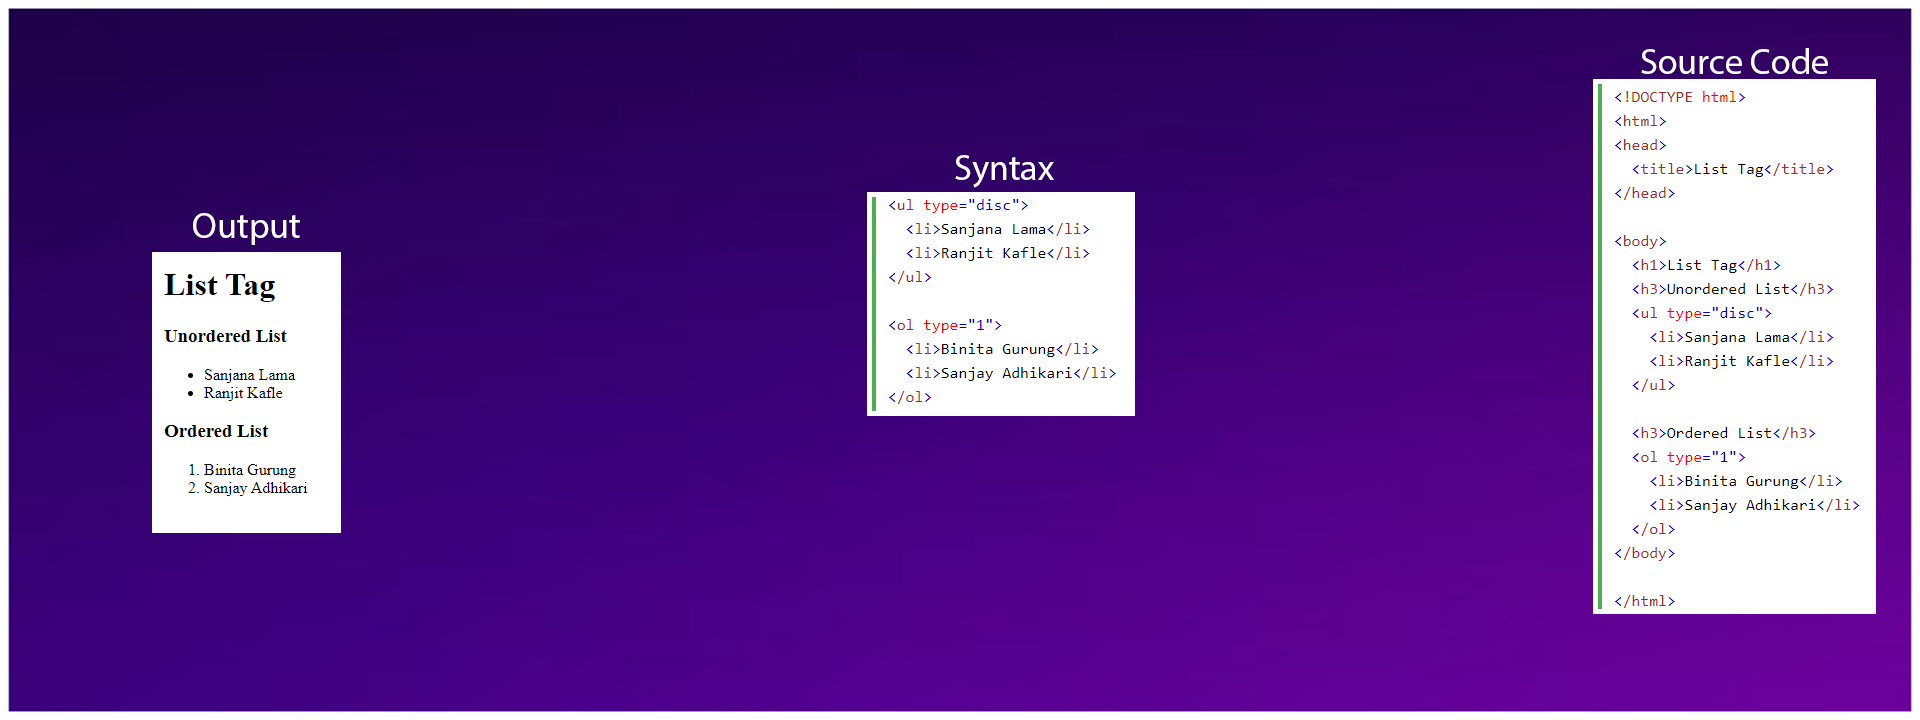 Output
List Tag
Unordered List
• Sanjana Lama
• Ranjit Kafle
Ordered List
1. Binita Gurung
2. Sanjay Adhikari
Syntax
<ul type="disc">
  <li>Sanjana Lama</li>
  <li>Ranjit Kafle</li>
</ul>
<ol type="1">
  <li>Binita Gurung</li>
  <li>Sanjay Adhikari</li>
</ol>
Source Code
<!DOCTYPE html>
<html>
<head>
  <title>List Tag</title>
</head>
<body>
  <h1>List Tag</h1>
  <h3>Unordered List</h3>
  <ul type="disc">
    <li>Sanjana Lama</li>
    <li>Ranjit Kafle</li>
  </ul>
  <h3>Ordered List</h3>
  <ol type="1">
    <li>Binita Gurung</li>
    <li>Sanjay Adhikari</li>
  </ol>
</body>
</html>